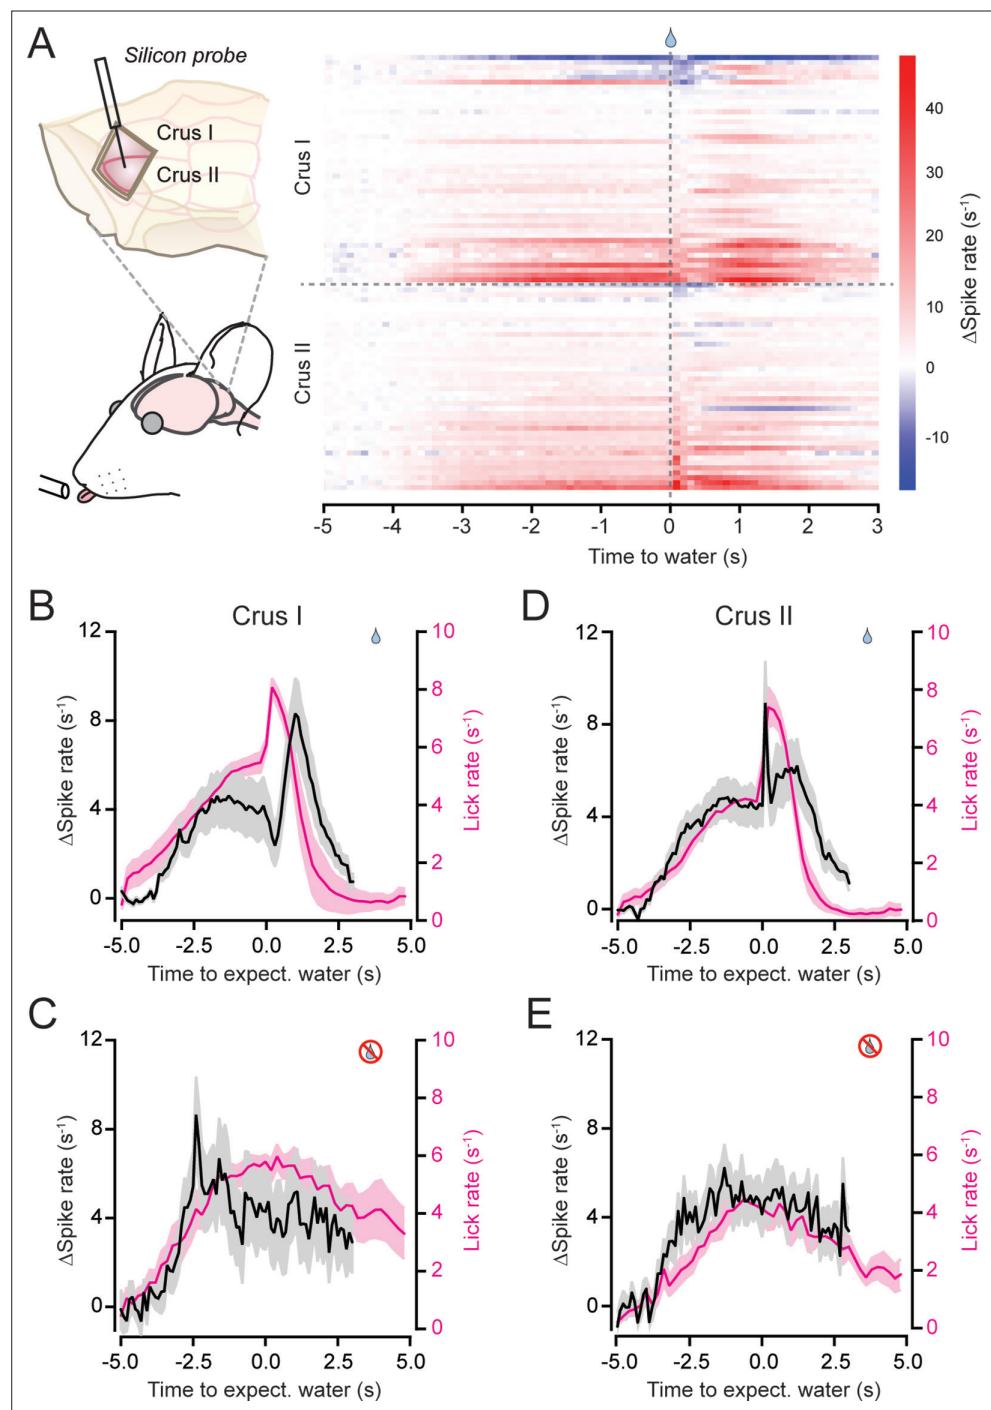 A
Silicon probe
Crus I
Crus II
Crus I
Crus II
40
30
20
10
0
-10
ΔSpike rate (s⁻¹)
-5 -4 -3 -2 -1 0 1 2 3
Time to water (s)
B
Crus I
12
8
4
0
ΔSpike rate (s⁻¹)
10
8
6
4
2
0
Lick rate (s⁻¹)
-5.0 -2.5 0.0 2.5 5.0
Time to expect. water (s)
D
Crus II
12
8
4
0
ΔSpike rate (s⁻¹)
10
8
6
4
2
0
Lick rate (s⁻¹)
-5.0 -2.5 0.0 2.5 5.0
Time to expect. water (s)
C
12
8
4
0
ΔSpike rate (s⁻¹)
10
8
6
4
2
0
Lick rate (s⁻¹)
-5.0 -2.5 0.0 2.5 5.0
Time to expect. water (s)
E
12
8
4
0
ΔSpike rate (s⁻¹)
10
8
6
4
2
0
Lick rate (s⁻¹)
-5.0 -2.5 0.0 2.5 5.0
Time to expect. water (s)